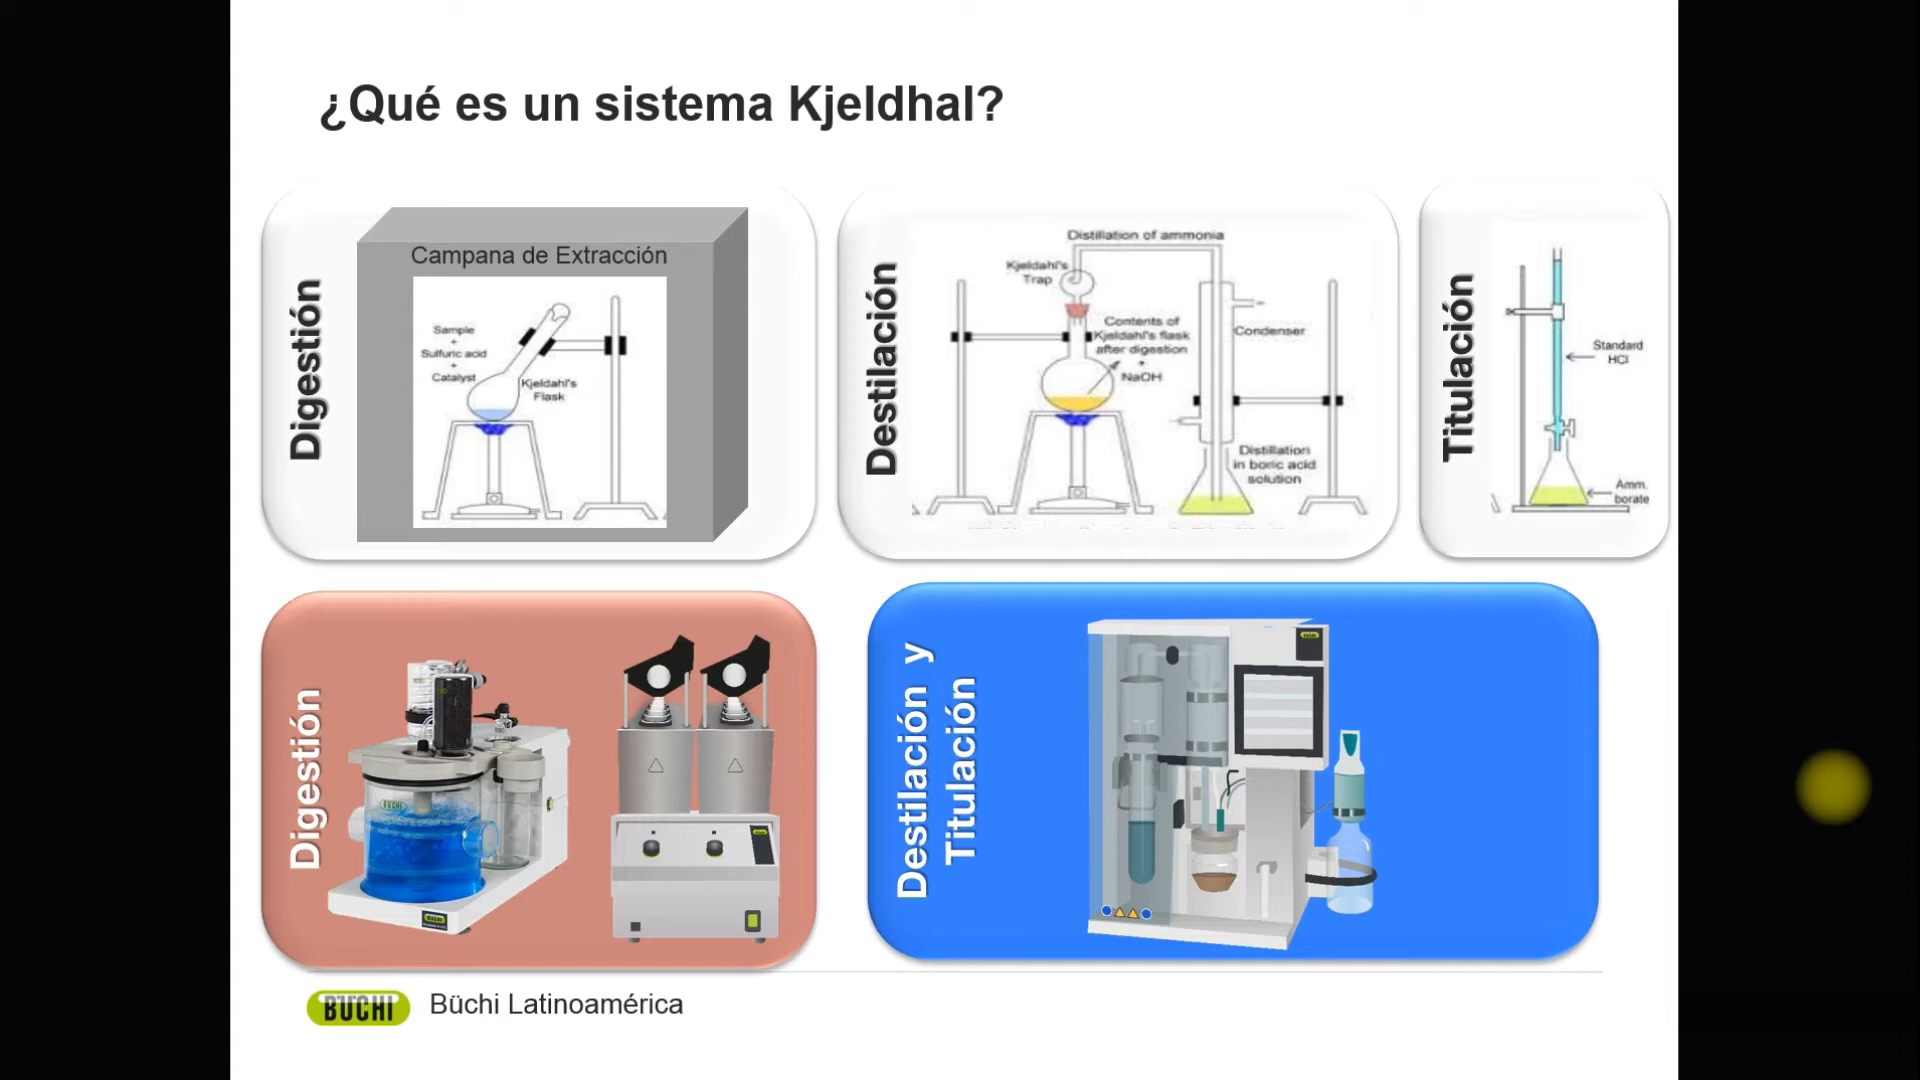 ¿Qué es un sistema Kjeldhal?
Digestión
Campana de Extracción
Sample
+
Sulfuric acid
+
Catalyst
Kjeldahl's
Flask
Destilación
Distillation of ammonia
Kjeldahl's
Trap
Contents of
Kjeldahl's flask
after digestion
+
NaOH
Condenser
Distillation
in boric acid
solution
Titulación
Standard
HCl
Amm.
borate
Digestión
BUCHI
Destilación y
Titulación
BUCHI
Büchi Latinoamérica